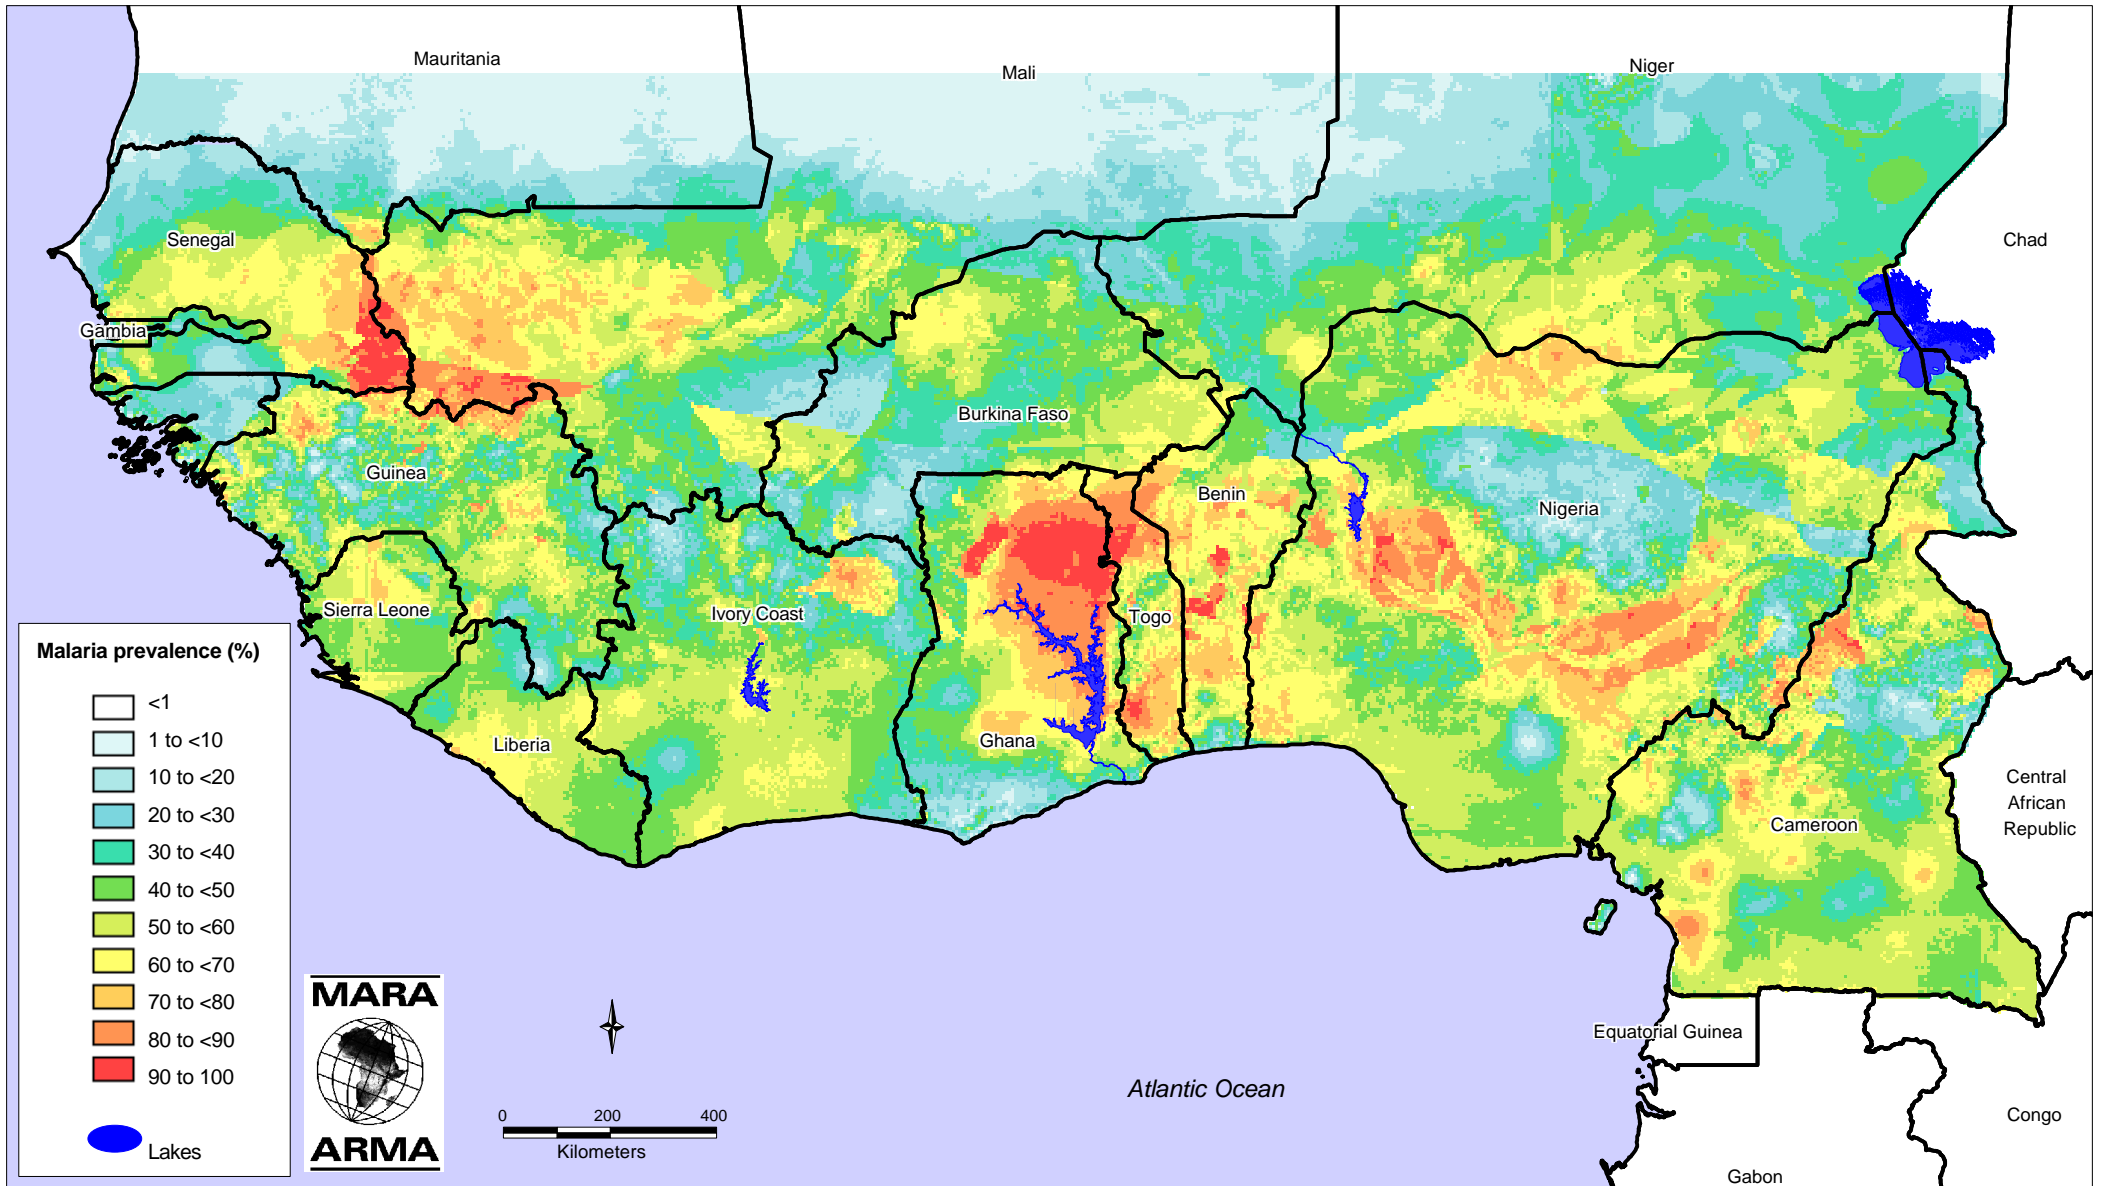 Mauritania
Mali
Niger
Chad
Senegal
Gambia
Burkina Faso
Guinea
Benin
Nigeria
Sierra Leone
Ivory Coast
Togo
Liberia
Ghana
Cameroon
Central
African
Republic
Equatorial Guinea
Congo
Gabon
Atlantic Ocean
Malaria prevalence (%)
<1
1 to <10
10 to <20
20 to <30
30 to <40
40 to <50
50 to <60
60 to <70
70 to <80
80 to <90
90 to 100
Lakes
MARA
ARMA
0 200 400
Kilometers